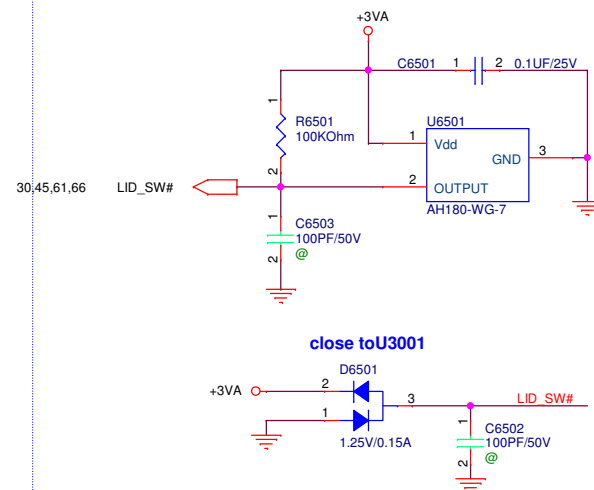 +3VA
C6501 1 2 0.1UF/25V
1
R6501
100KOhm
2
U6501
1 Vdd
GND 3
30,45,61,66 LID_SW#
2 OUTPUT
AH180-WG-7
1
C6503
100PF/50V
@
2
close toU3001
D6501
+3VA 2
3 LID_SW#
1
1.25V/0.15A
1
C6502
100PF/50V
@
2